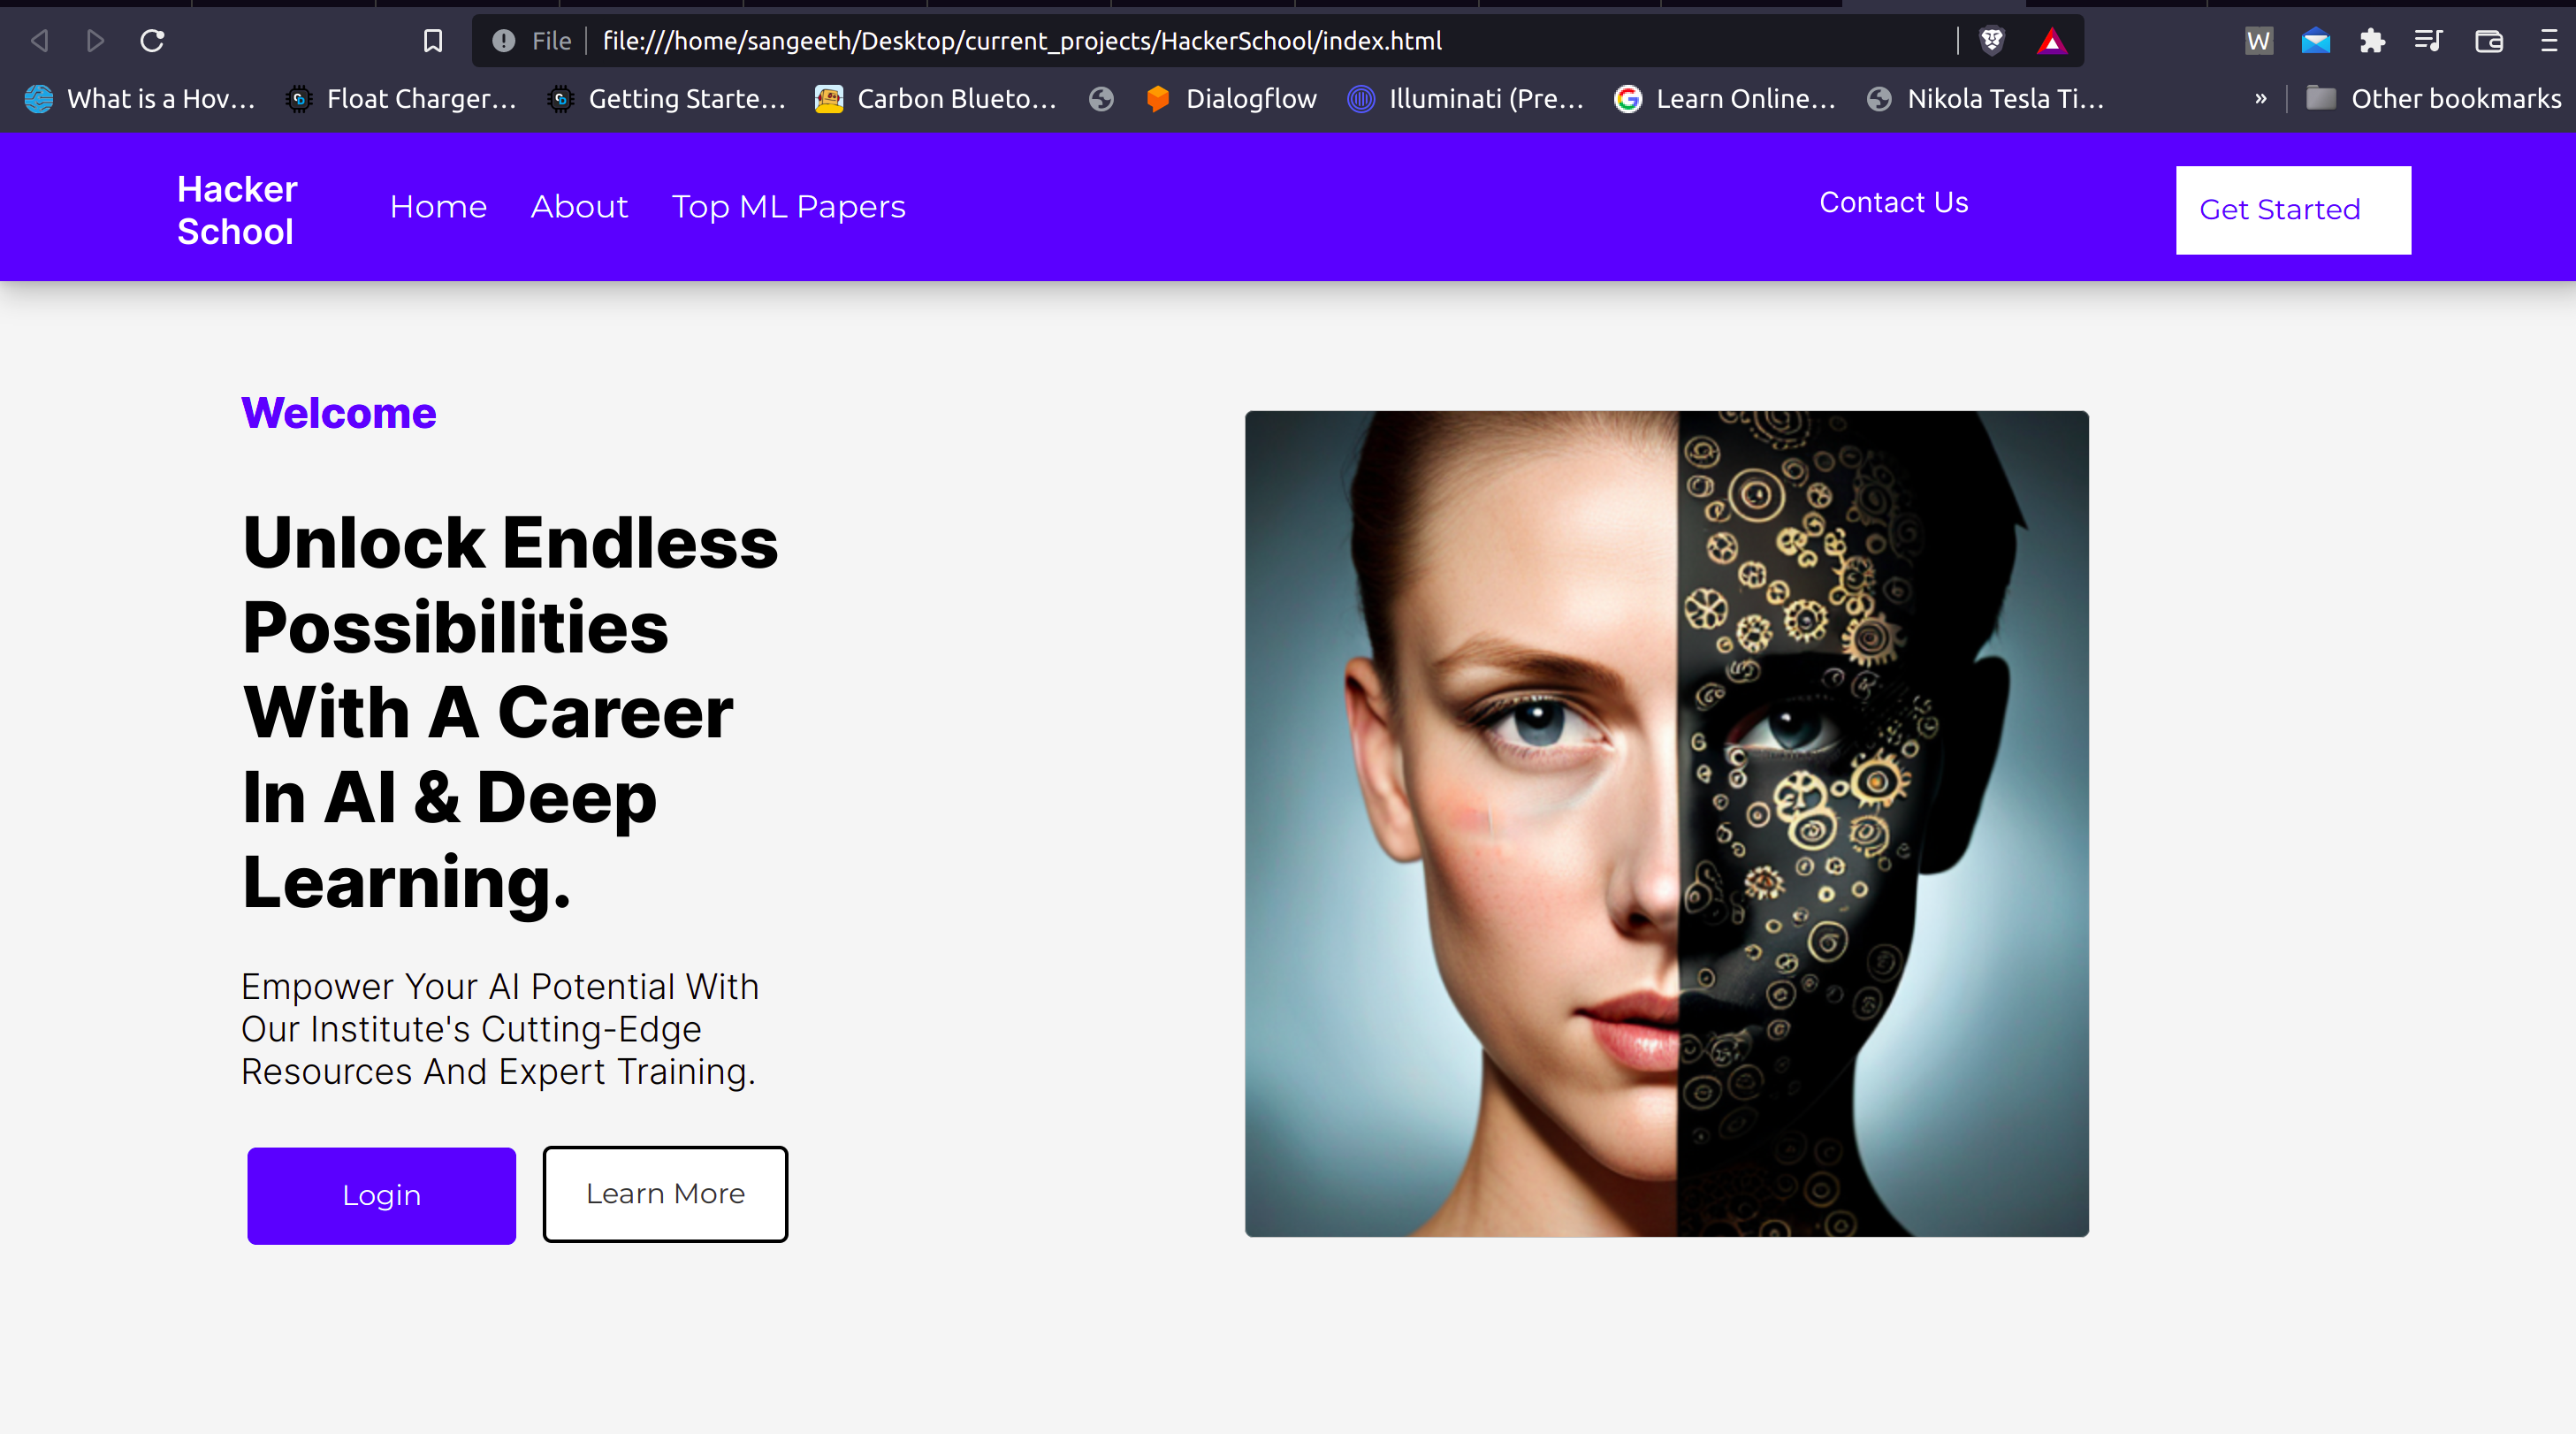 File file:///home/sangeeth/Desktop/current_projects/HackerSchool/index.html
W
What is a Hov... Float Charger... Getting Starte... Carbon Blueto... Dialogflow Illuminati (Pre... Learn Online... Nikola Tesla Ti... » Other bookmarks
Hacker
School
Home About Top ML Papers Contact Us Get Started
Welcome
Unlock Endless
Possibilities
With A Career
In AI & Deep
Learning.
Empower Your AI Potential With
Our Institute's Cutting-Edge
Resources And Expert Training.
Login Learn More